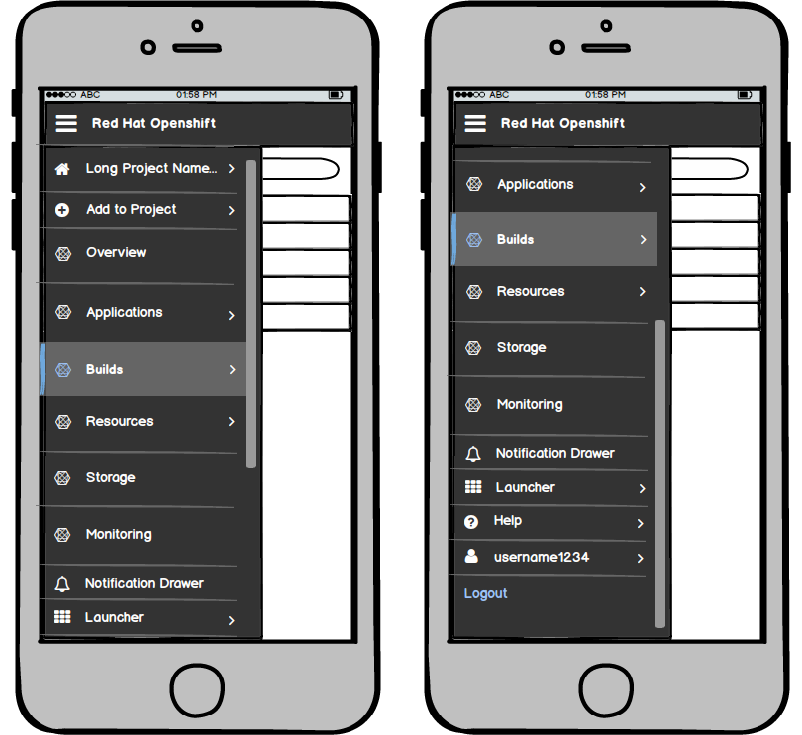 ABC 01:58 PM
Red Hat Openshift
Long Project Name...
Add to Project
Overview
Applications
Builds
Resources
Storage
Monitoring
Notification Drawer
Launcher
ABC 01:58 PM
Red Hat Openshift
Applications
Builds
Resources
Storage
Monitoring
Notification Drawer
Launcher
Help
username1234
Logout